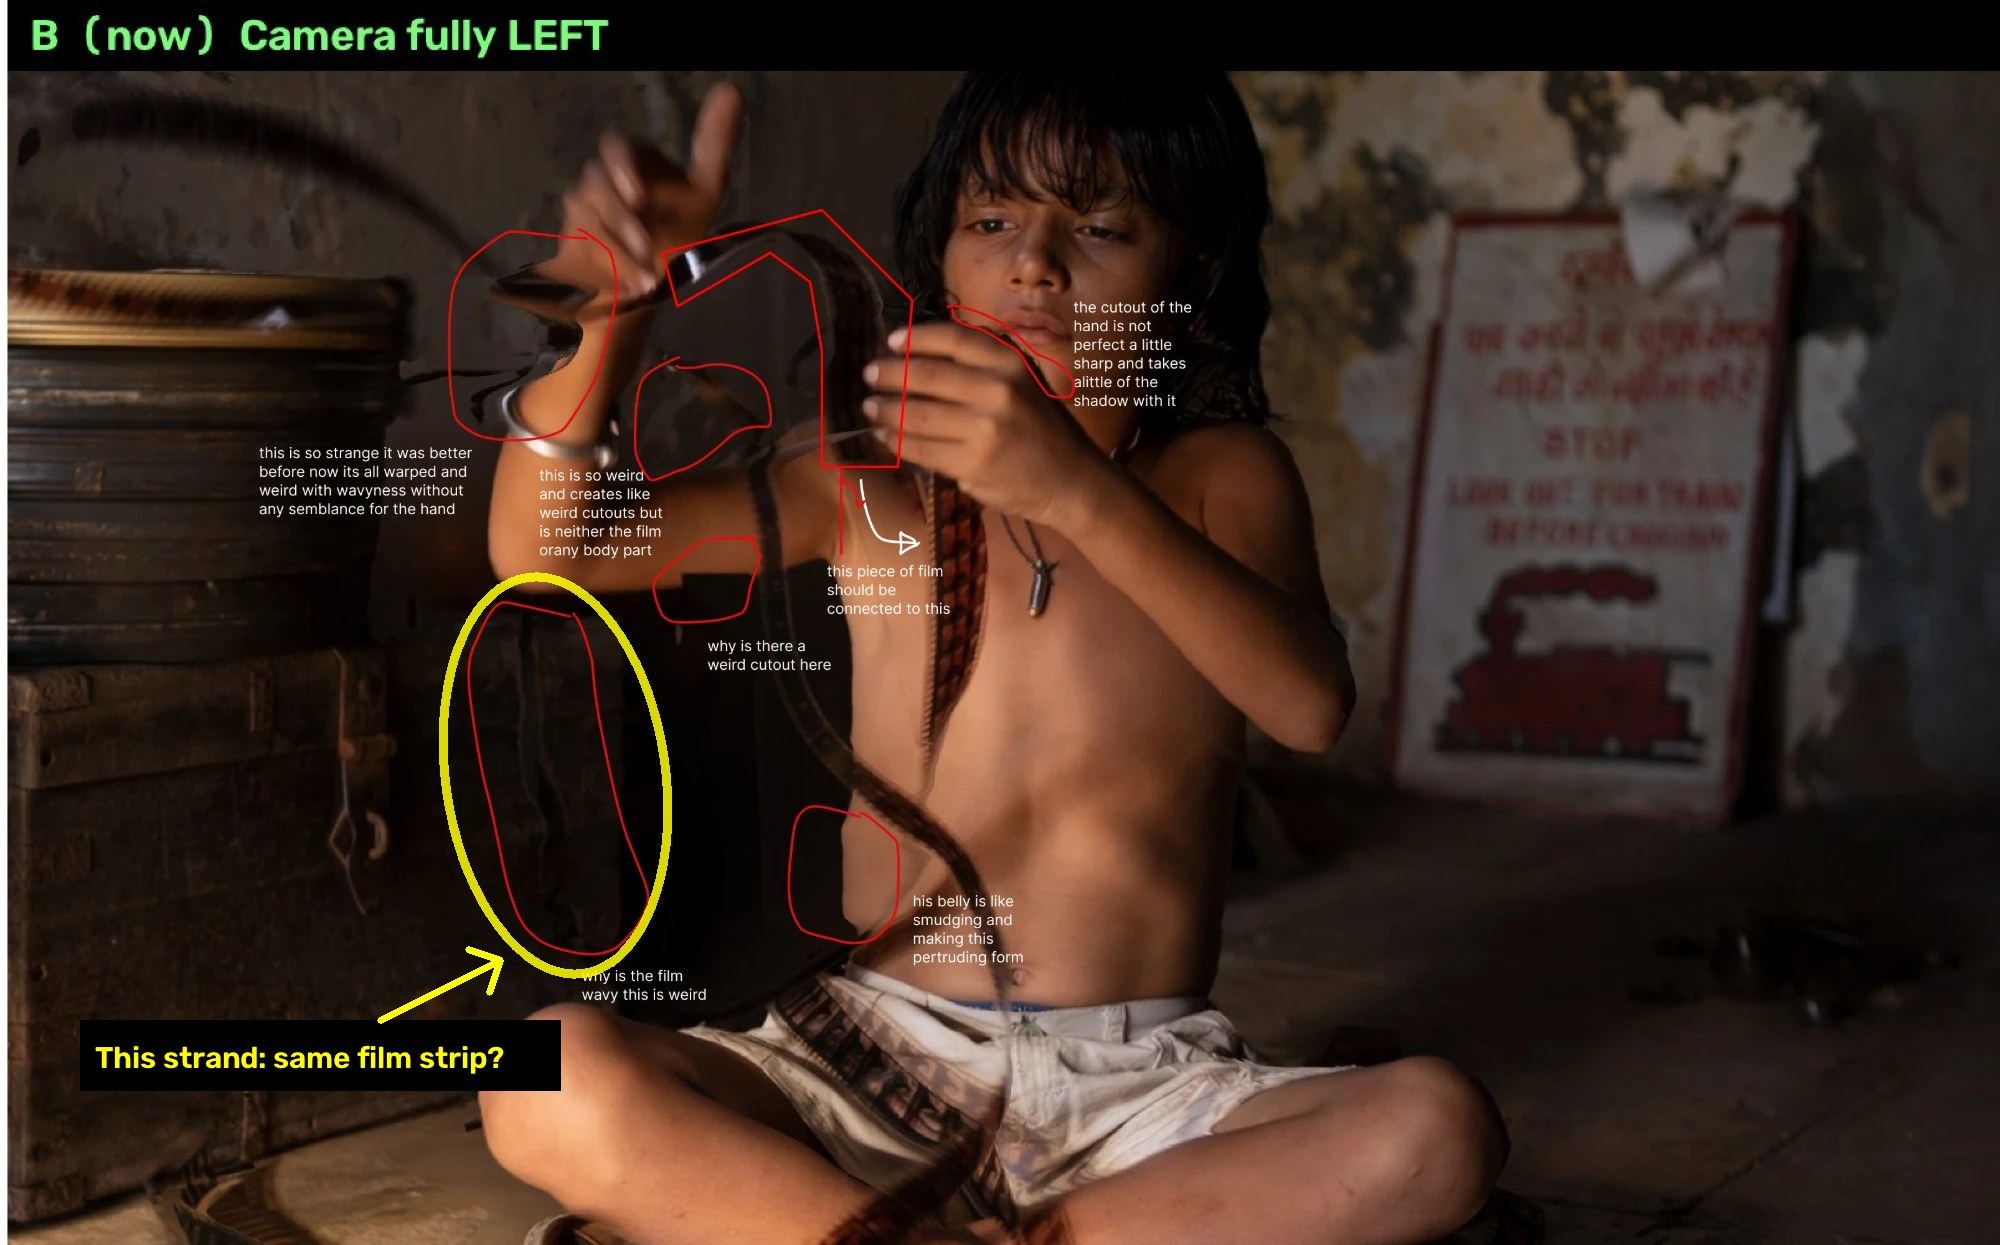 B (now) Camera fully LEFT
the cutout of the
hand is not
perfect a little
sharp and takes
alittle of the
shadow with it
this is so strange it was better
before now its all warped and
weird with wavyness without
any semblance for the hand
this is so weird
and creates like
weird cutouts but
is neither the film
orany body part
this piece of film
should be
connected to this
why is there a
weird cutout here
his belly is like
smudging and
making this
pertruding form
why is the film
wavy this is weird
This strand: same film strip?
STOP
LOOK OUT FOR TRAIN
BEFORE